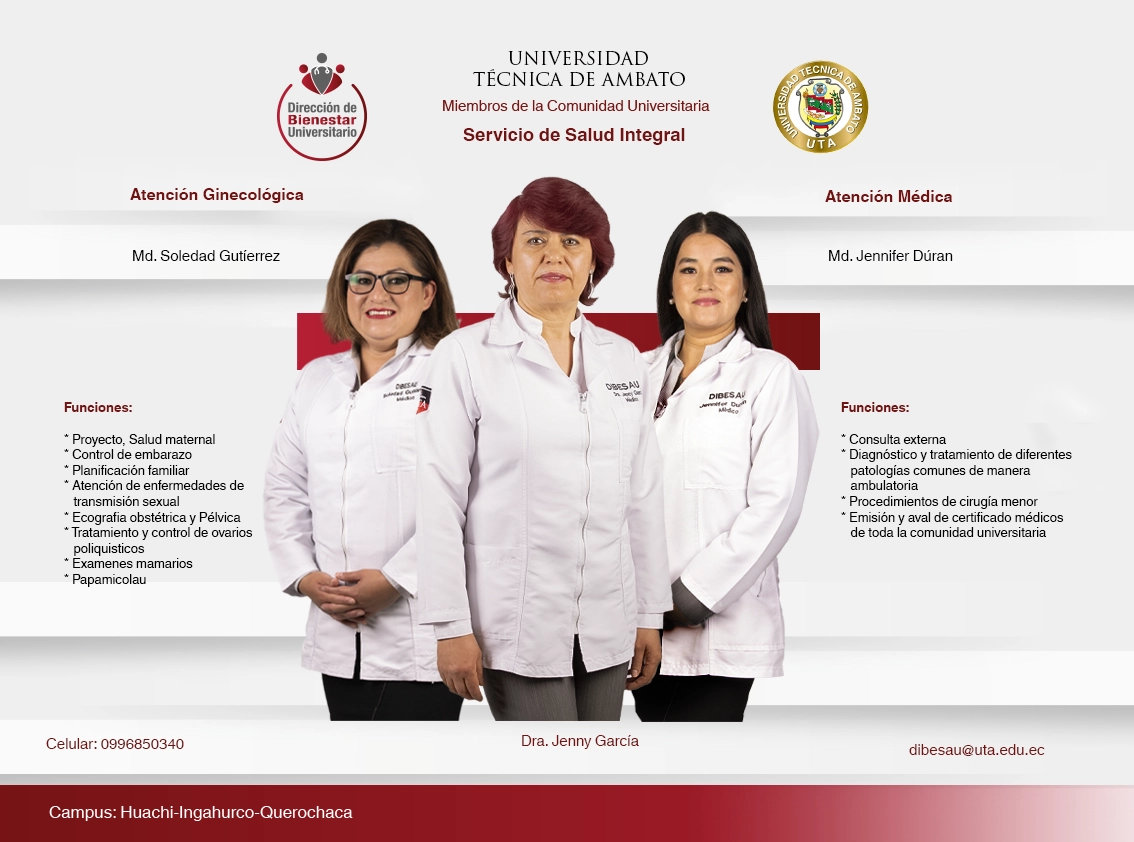 UNIVERSIDAD
TÉCNICA DE AMBATO
Miembros de la Comunidad Universitaria
Servicio de Salud Integral
Dirección de
Bienestar
Universitario
UNIVERSIDAD TECNICA DE AMBATO
UTA
Atención Ginecológica
Md. Soledad Gutíerrez
Atención Médica
Md. Jennifer Dúran
DIBESAU
Soledad
Médico
DIBESAU
Dra. Jenny
Medico
DIBESAU
Jennifer Durán
Médico
Funciones:
* Proyecto, Salud maternal
* Control de embarazo
* Planificación familiar
* Atención de enfermedades de
transmisión sexual
* Ecografia obstétrica y Pélvica
* Tratamiento y control de ovarios
poliquisticos
* Examenes mamarios
* Papamicolau
Funciones:
* Consulta externa
* Diagnóstico y tratamiento de diferentes
patologías comunes de manera
ambulatoria
* Procedimientos de cirugía menor
* Emisión y aval de certificado médicos
de toda la comunidad universitaria
Celular: 0996850340
Dra. Jenny García
dibesau@uta.edu.ec
Campus: Huachi-Ingahurco-Querochaca